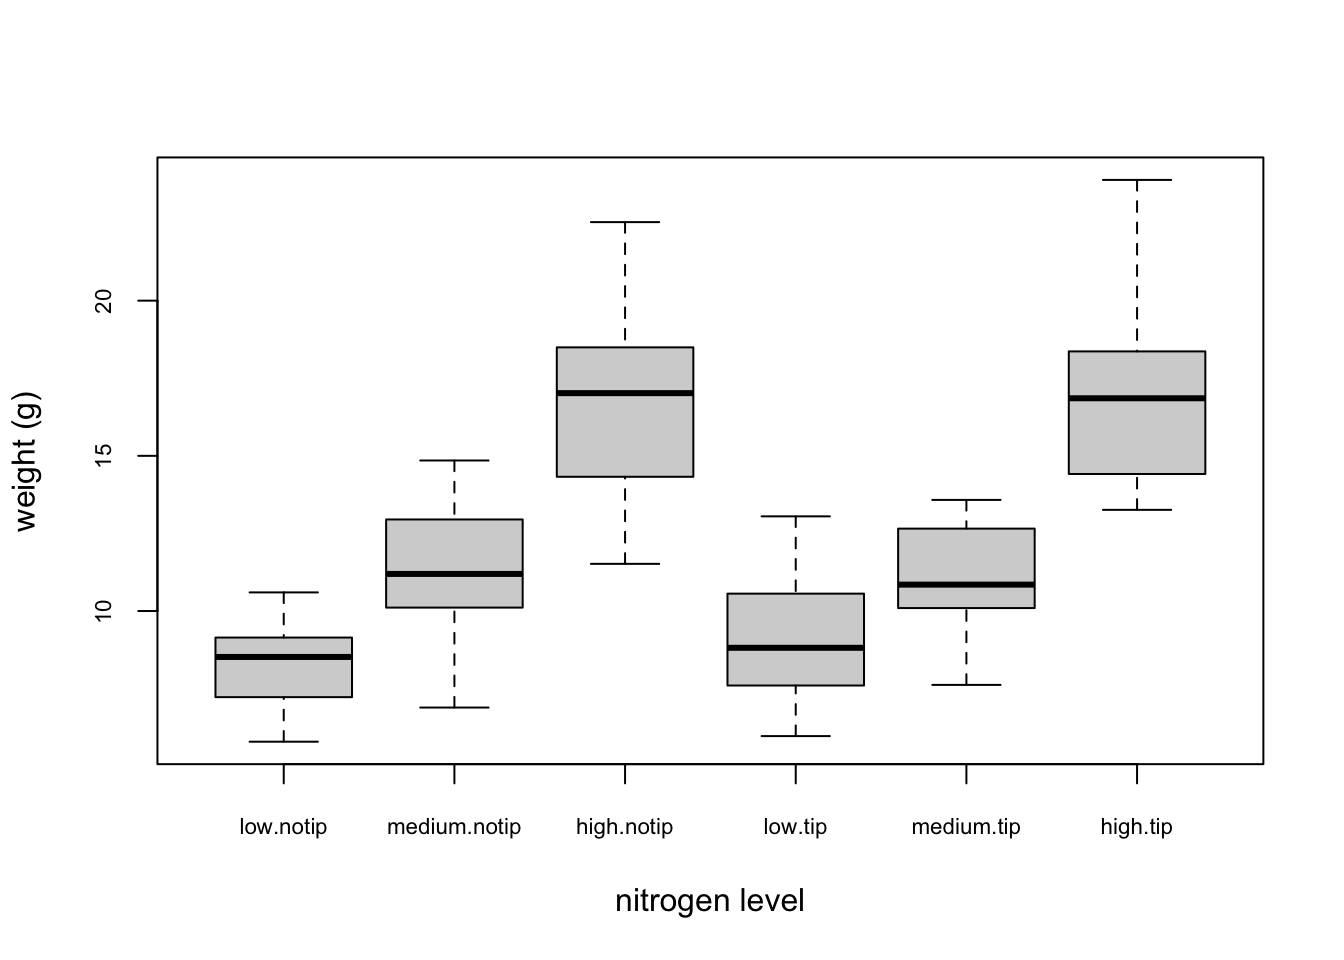 20
15
10
weight (g)
low.notip medium.notip high.notip low.tip medium.tip high.tip
nitrogen level